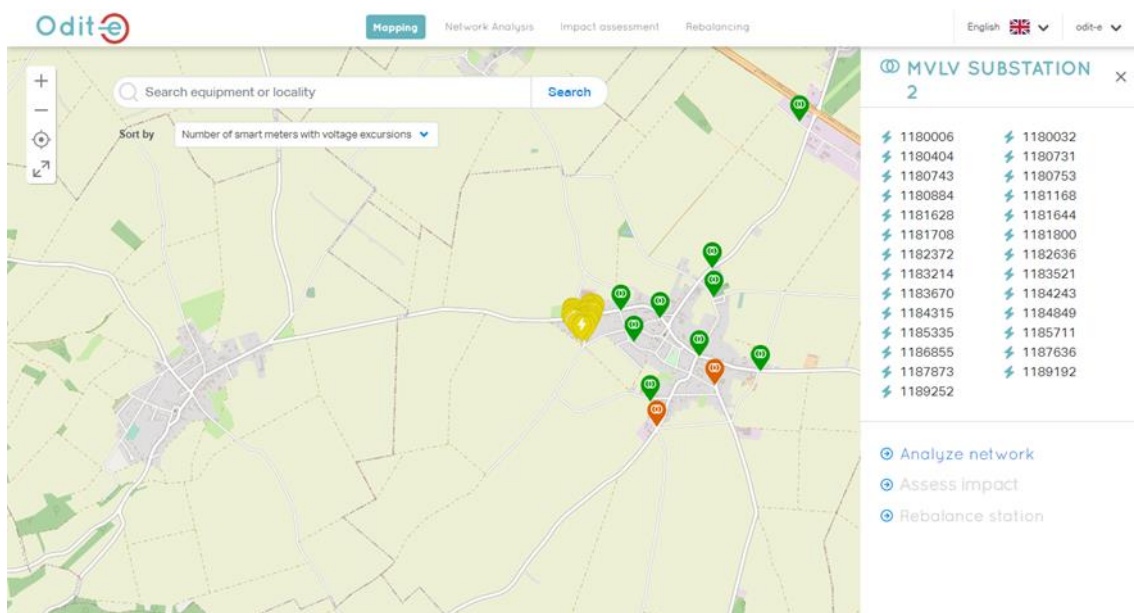 Odit-e
Mapping
Network Analysis
Impact assessment
Rebalancing
English
odit-e
Search equipment or locality
Search
Sort by
Number of smart meters with voltage excursions
MVLV SUBSTATION
2
1180006 1180032
1180404 1180731
1180743 1180753
1180884 1181168
1181628 1181644
1181708 1181800
1182372 1182636
1183214 1183521
1183670 1184243
1184315 1184849
1185335 1185711
1186855 1187636
1187873 1189192
1189252
Analyze network
Assess impact
Rebalance station